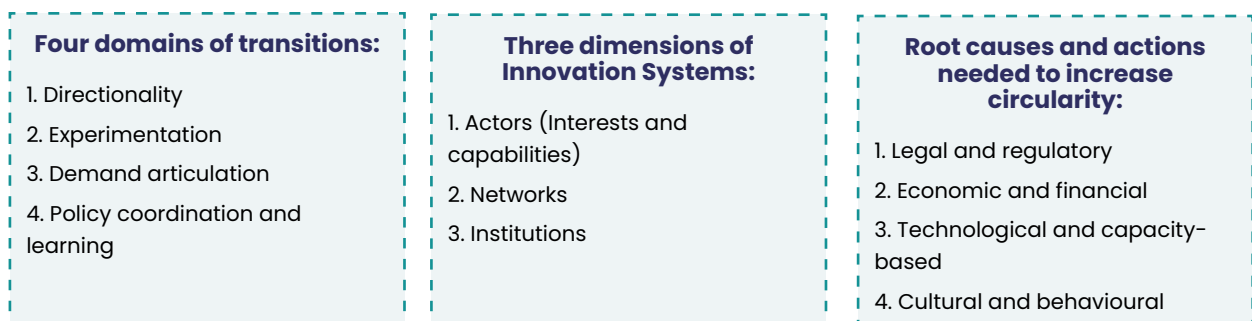 Four domains of transitions:
1. Directionality
2. Experimentation
3. Demand articulation
4. Policy coordination and
learning
Three dimensions of
Innovation Systems:
1. Actors (Interests and
capabilities)
2. Networks
3. Institutions
Root causes and actions
needed to increase
circularity:
1. Legal and regulatory
2. Economic and financial
3. Technological and capacity-
based
4. Cultural and behavioural